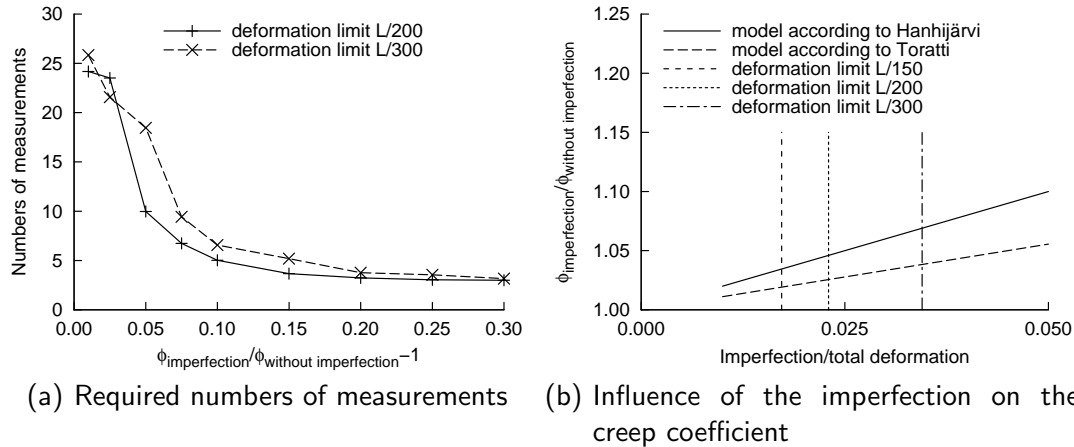 30
25
20
15
10
5
0
Numbers of measurements
deformation limit L/200
deformation limit L/300
0.00 0.05 0.10 0.15 0.20 0.25 0.30
ϕimperfection/ϕwithout imperfection−1
(a) Required numbers of measurements
1.25
1.20
1.15
1.10
1.05
1.00
ϕimperfection/ϕwithout imperfection
model according to Hanhijärvi
model according to Toratti
deformation limit L/150
deformation limit L/200
deformation limit L/300
0.000 0.025 0.050
Imperfection/total deformation
(b) Influence of the imperfection on the
creep coefficient